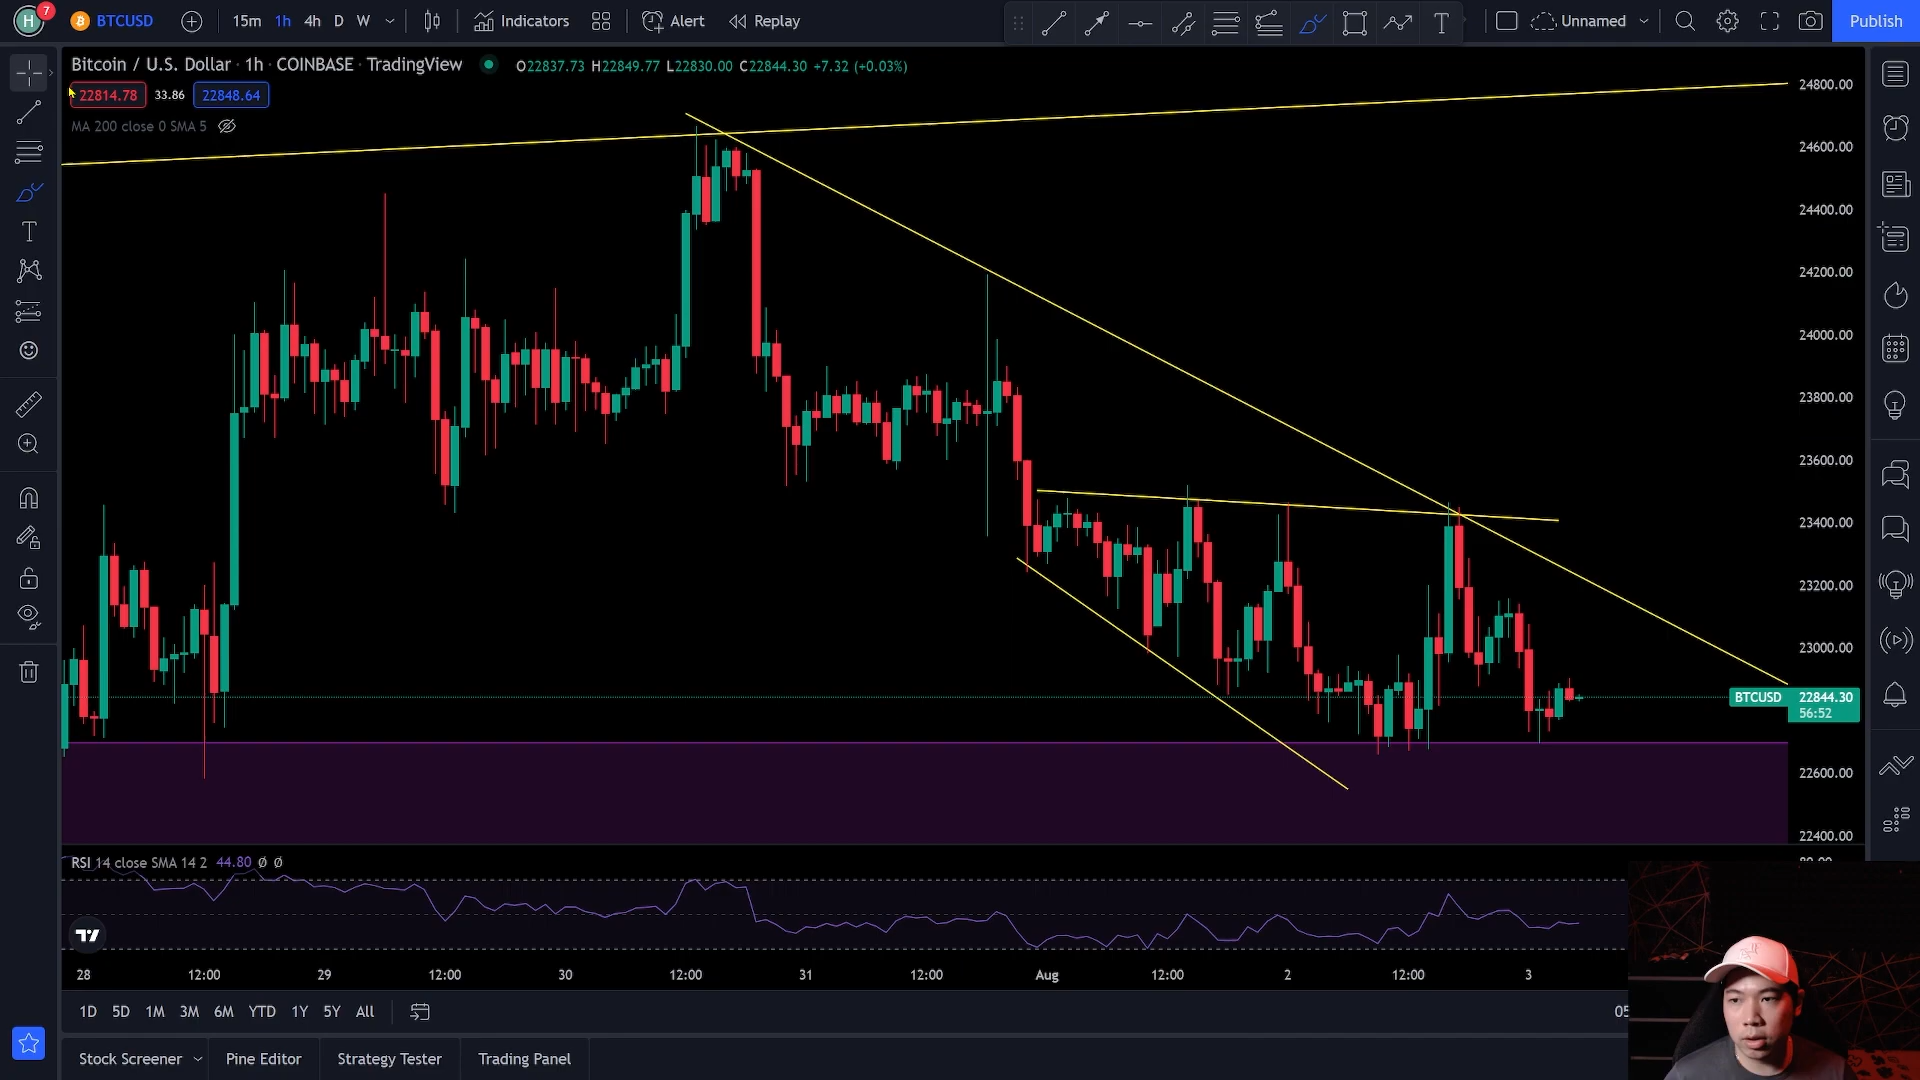 H 7 BTCUSD 15m 1h 4h D W Indicators Alert Replay T Unnamed Publish
Bitcoin / U.S. Dollar · 1h · COINBASE · TradingView O22837.73 H22849.77 L22830.00 C22844.30 +7.32 (+0.03%)
22814.78 33.86 22848.64
MA 200 close 0 SMA 5
24800.00
24600.00
24400.00
24200.00
24000.00
23800.00
23600.00
23400.00
23200.00
23000.00
BTCUSD 22844.30
56:52
22600.00
22400.00
RSI 14 close SMA 14 2 44.80 Ø Ø
28 12:00 29 12:00 30 12:00 31 12:00 Aug 12:00 2 12:00 3
1D 5D 1M 3M 6M YTD 1Y 5Y All
Stock Screener Pine Editor Strategy Tester Trading Panel